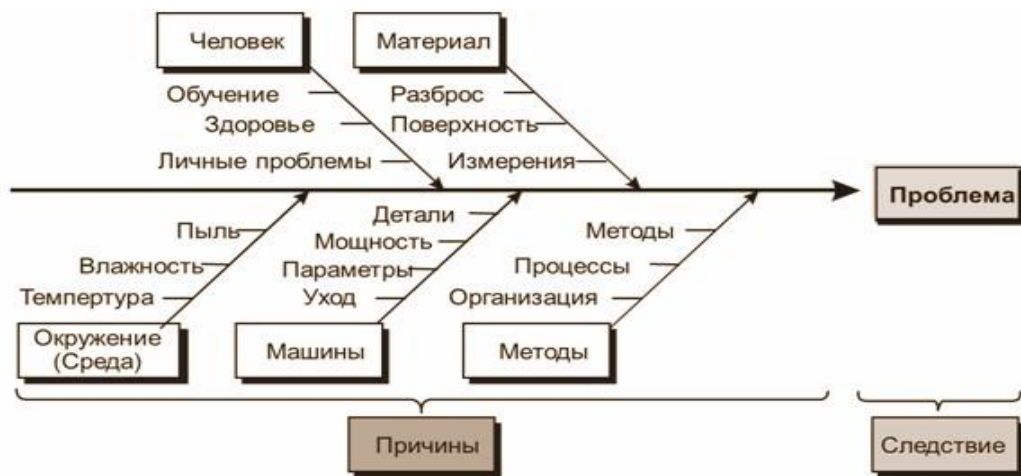 Человек
Материал
Обучение
Здоровье
Личные проблемы
Разброс
Поверхность
Измерения
Проблема
Пыль
Влажность
Темпертура
Детали
Мощность
Параметры
Уход
Методы
Процессы
Организация
Окружение
(Среда)
Машины
Методы
Причины
Следствие